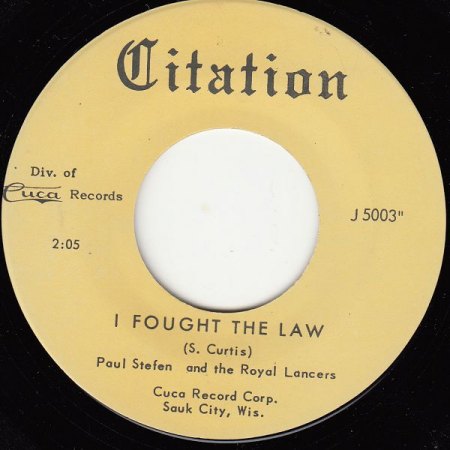 Citation
Div. of
Cuca Records
J 5003"
2:05
I FOUGHT THE LAW
(S. Curtis)
Paul Stefen and the Royal Lancers
Cuca Record Corp.
Sauk City, Wis.